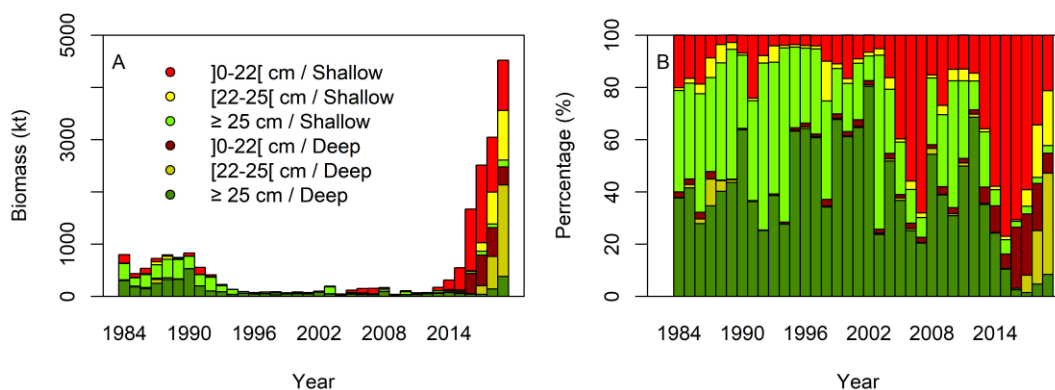 A
]0-22[ cm / Shallow
[22-25[ cm / Shallow
≥ 25 cm / Shallow
]0-22[ cm / Deep
[22-25[ cm / Deep
≥ 25 cm / Deep
Biomass (kt)
5000
3000
1000
0
1984
1990
1996
2002
2008
2014
Year
B
Perrcentage (%)
100
80
60
40
20
0
1984
1990
1996
2002
2008
2014
Year